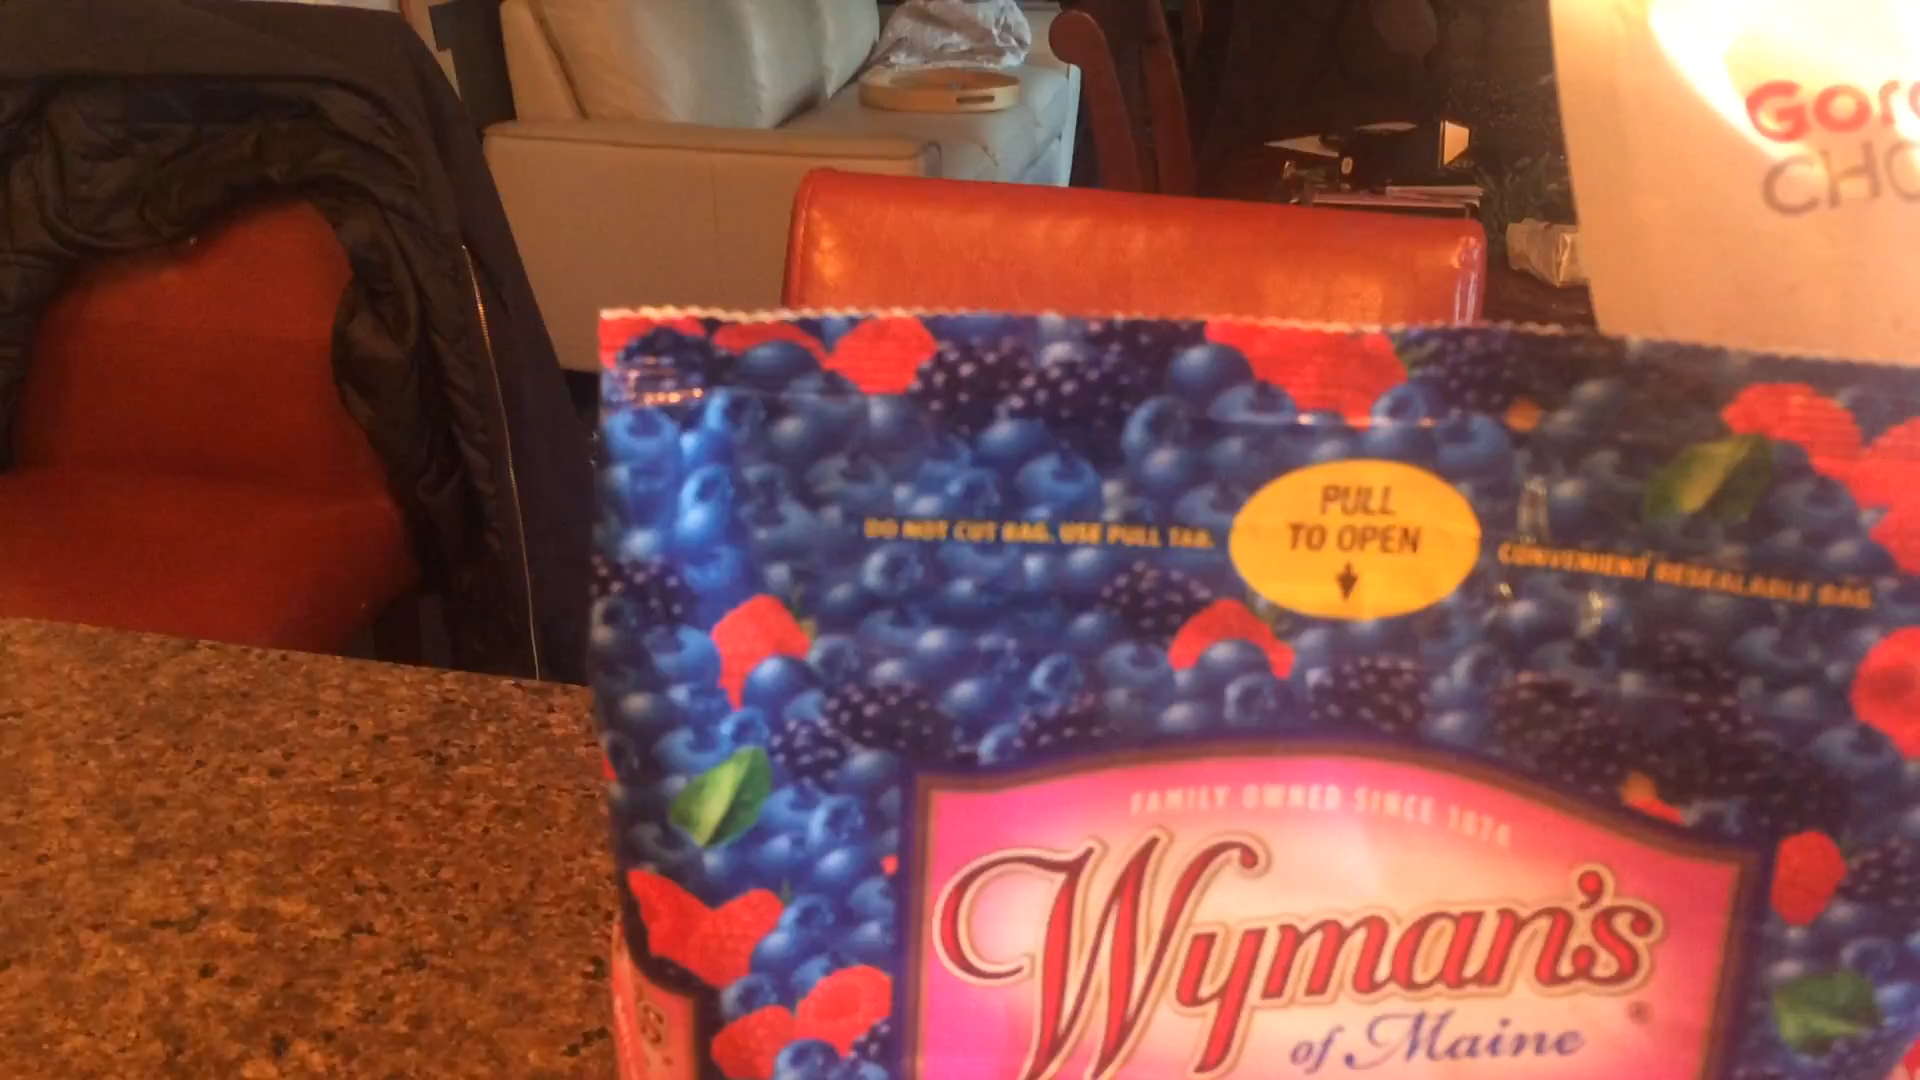 DO NOT CUT BAG. USE PULL TAB.
PULL
TO OPEN
CONVENIENT RESEALABLE BAG
FAMILY OWNED SINCE 1874
Wyman's
of Maine
CHO